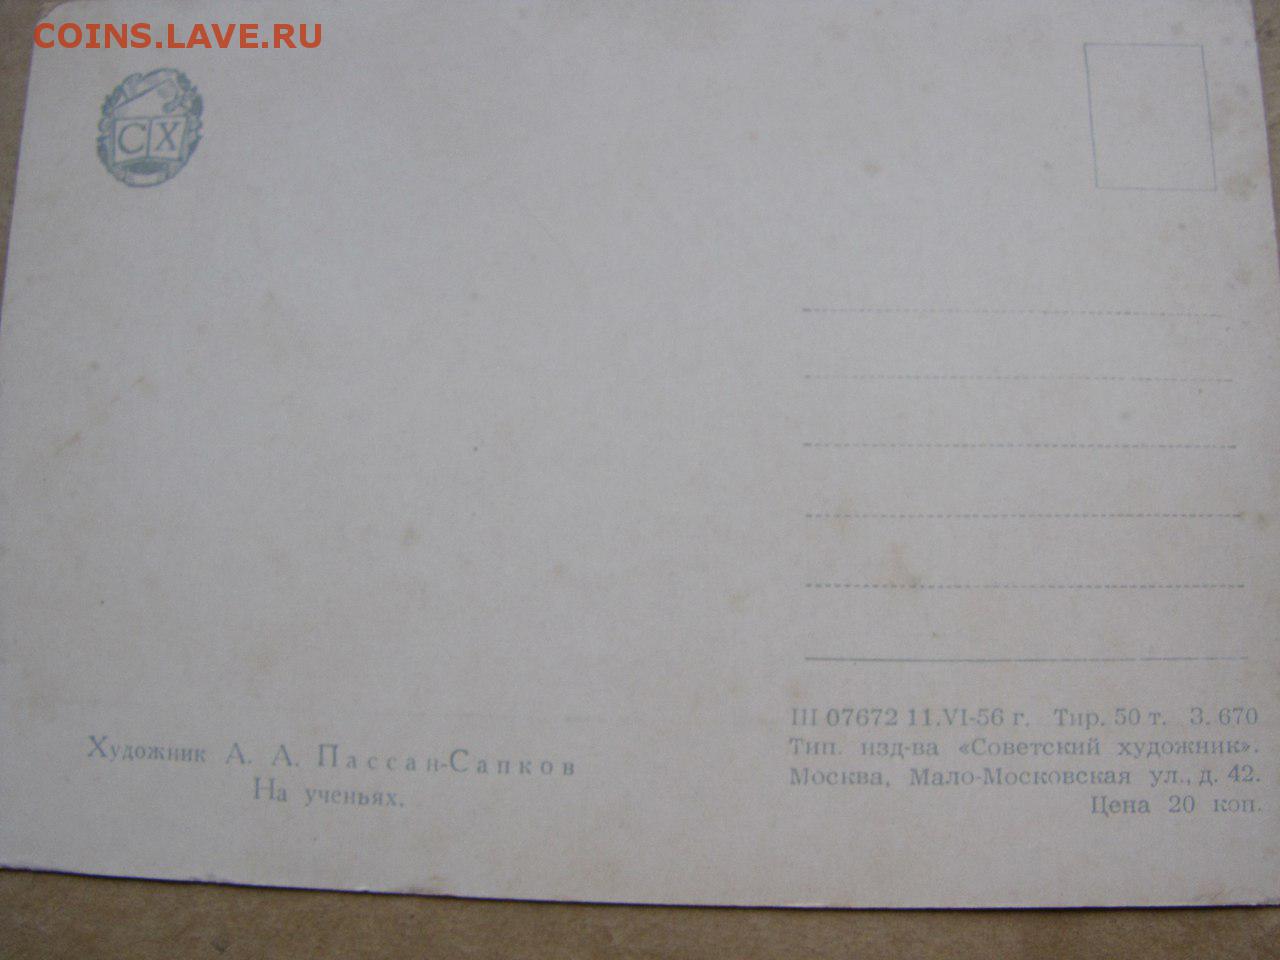 COINS.LAVE.RU
СХ
Художник А. А. Пассан-Сапков
На ученьях.
Ш 07672 11.VI-56 г. Тир. 50 т. З. 670
Тип. изд-ва «Советский художник».
Москва, Мало-Московская ул., д. 42.
Цена 20 коп.